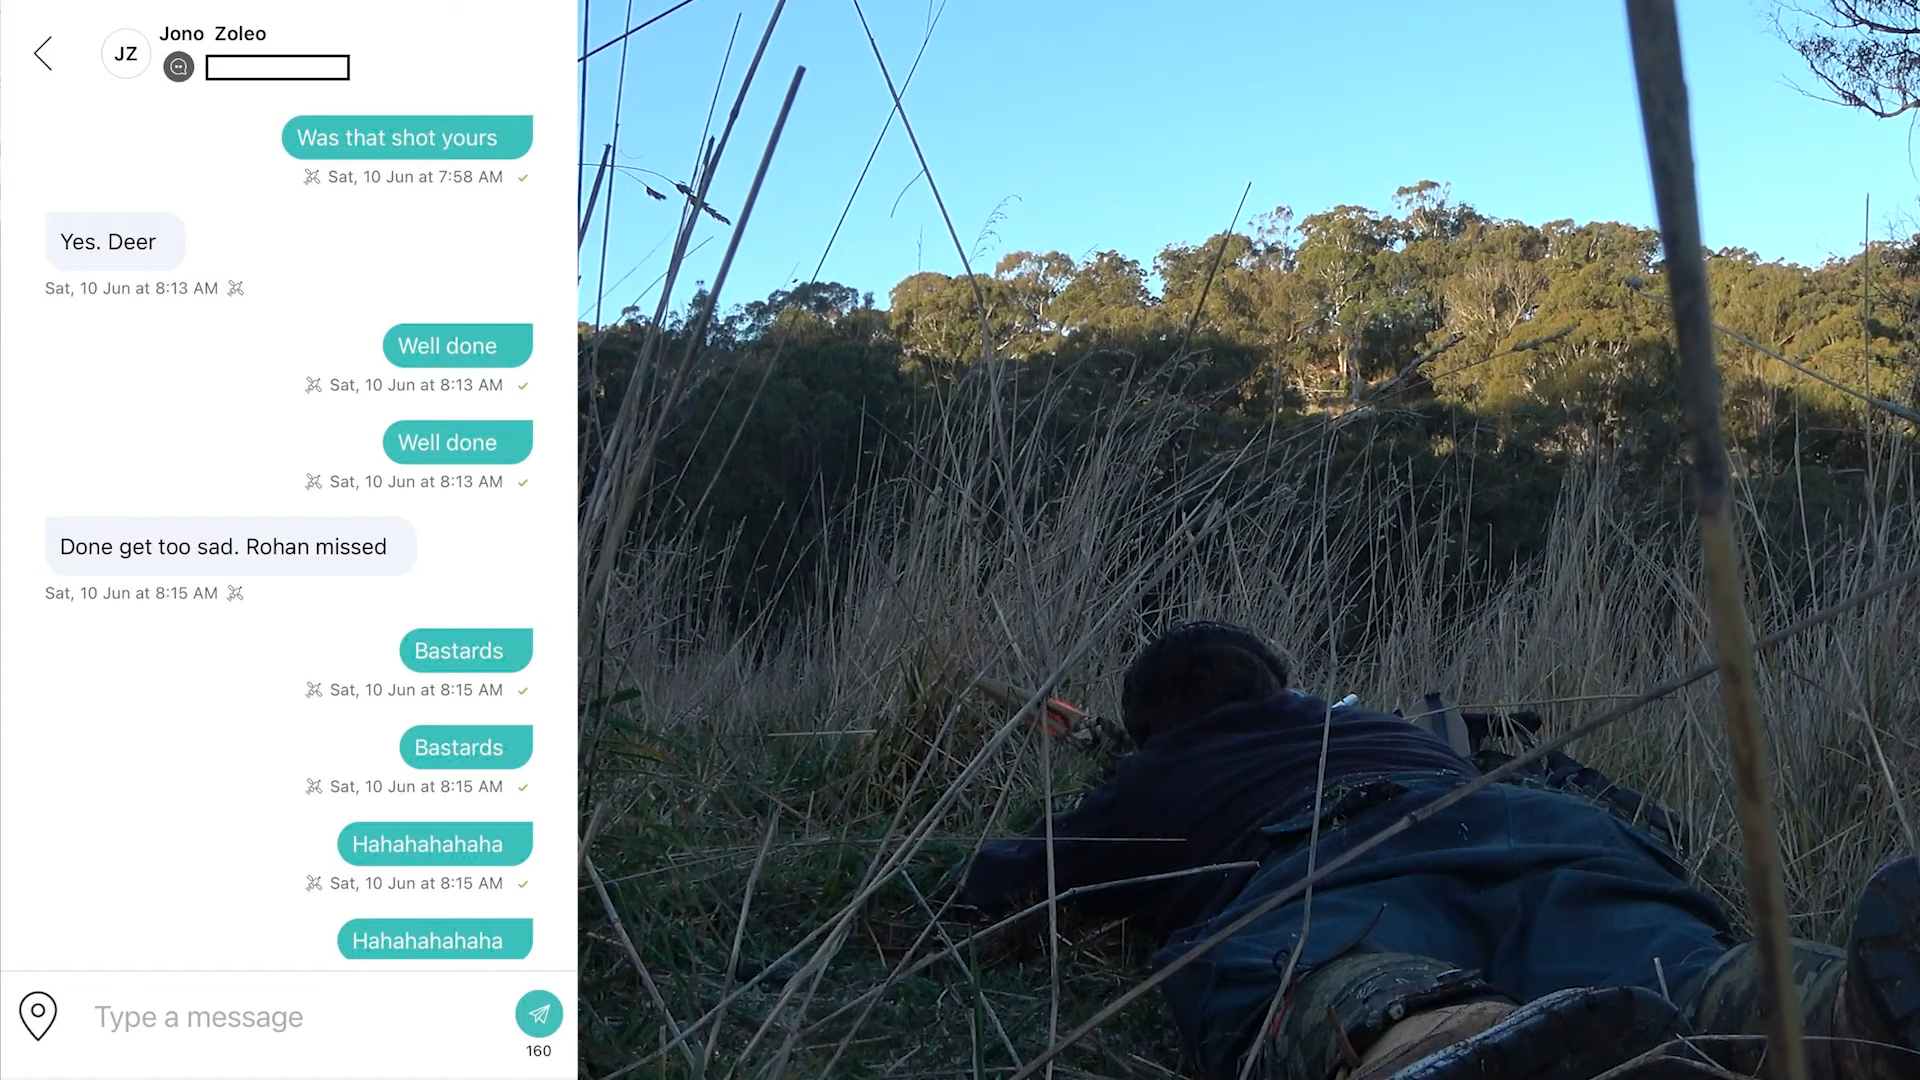 JZ
Jono Zoleo
Was that shot yours
Sat, 10 Jun at 7:58 AM
Yes. Deer
Sat, 10 Jun at 8:13 AM
Well done
Sat, 10 Jun at 8:13 AM
Well done
Sat, 10 Jun at 8:13 AM
Done get too sad. Rohan missed
Sat, 10 Jun at 8:15 AM
Bastards
Sat, 10 Jun at 8:15 AM
Bastards
Sat, 10 Jun at 8:15 AM
Hahahahahaha
Sat, 10 Jun at 8:15 AM
Hahahahahaha
Type a message
160